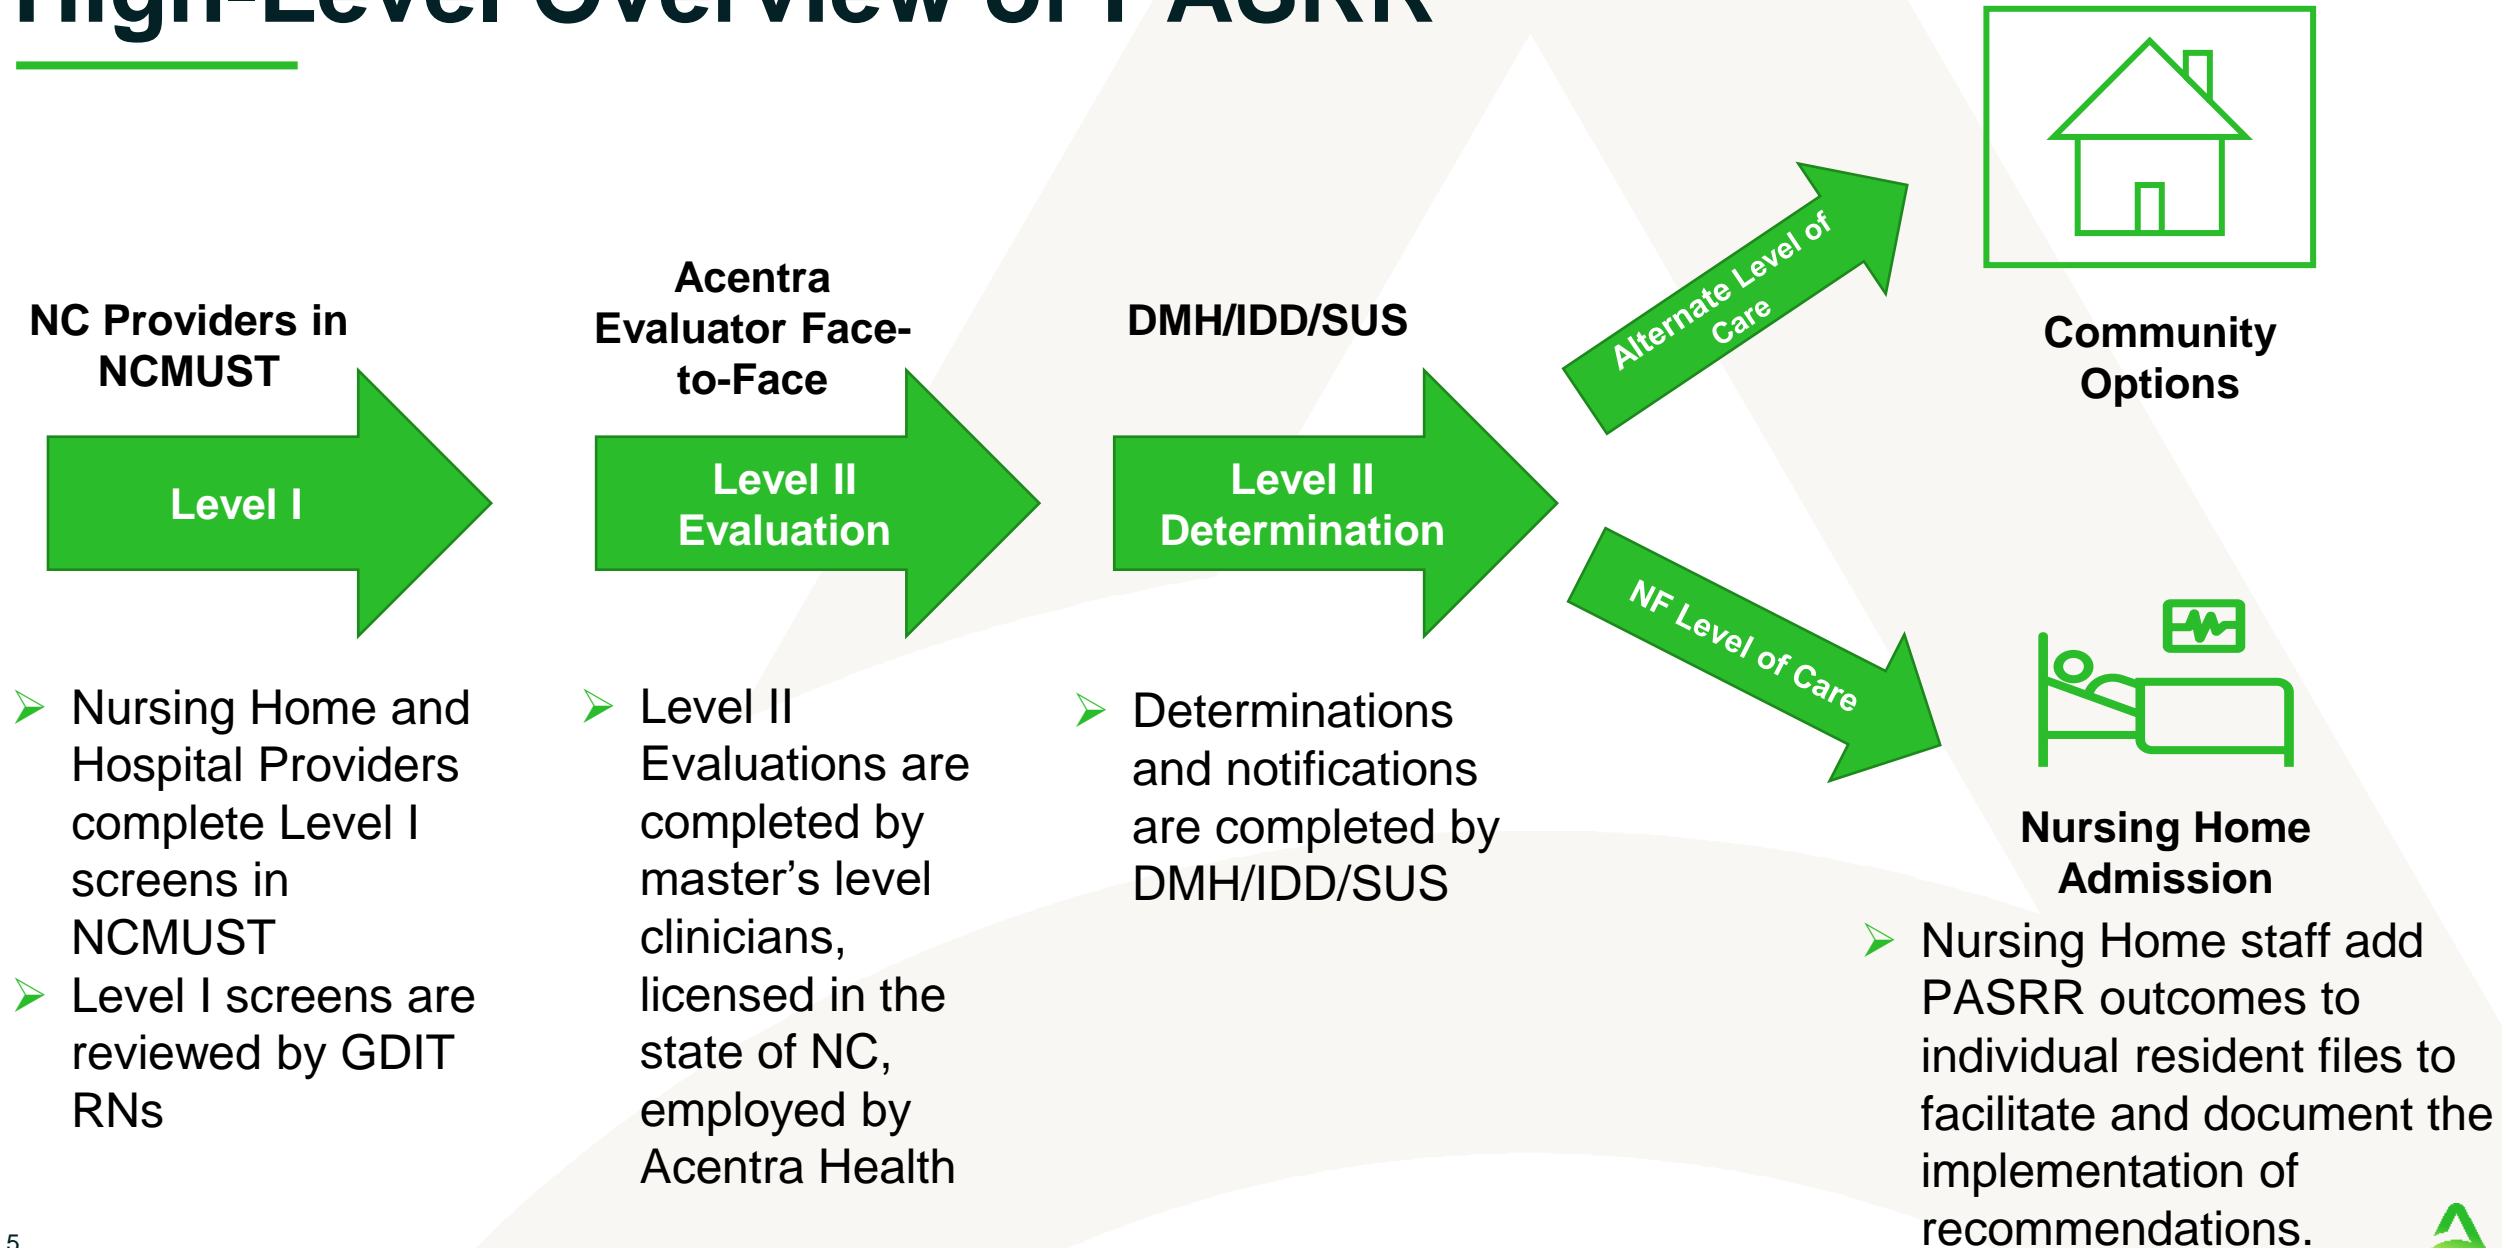 High-Level Overview of PASRR
NC Providers in
NCMUST
Level I
Nursing Home and
Hospital Providers
complete Level I
screens in
NCMUST
Level I screens are
reviewed by GDIT
RNs
Acentra
Evaluator Face-
to-Face
Level II
Evaluation
Level II
Evaluations are
completed by
master’s level
clinicians,
licensed in the
state of NC,
employed by
Acentra Health
DMH/IDD/SUS
Level II
Determination
Determinations
and notifications
are completed by
DMH/IDD/SUS
Alternate Level of
Care
Community
Options
NF Level of Care
Nursing Home
Admission
Nursing Home staff add
PASRR outcomes to
individual resident files to
facilitate and document the
implementation of
recommendations.
5